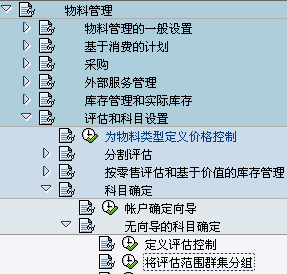 物料管理
物料管理的一般设置
基于消费的计划
采购
外部服务管理
库存管理和实际库存
评估和科目设置
为物料类型定义价格控制
分割评估
按零售评估和基于价值的库存管理
科目确定
帐户确定向导
无向导的科目确定
定义评估控制
将评估范围群集分组